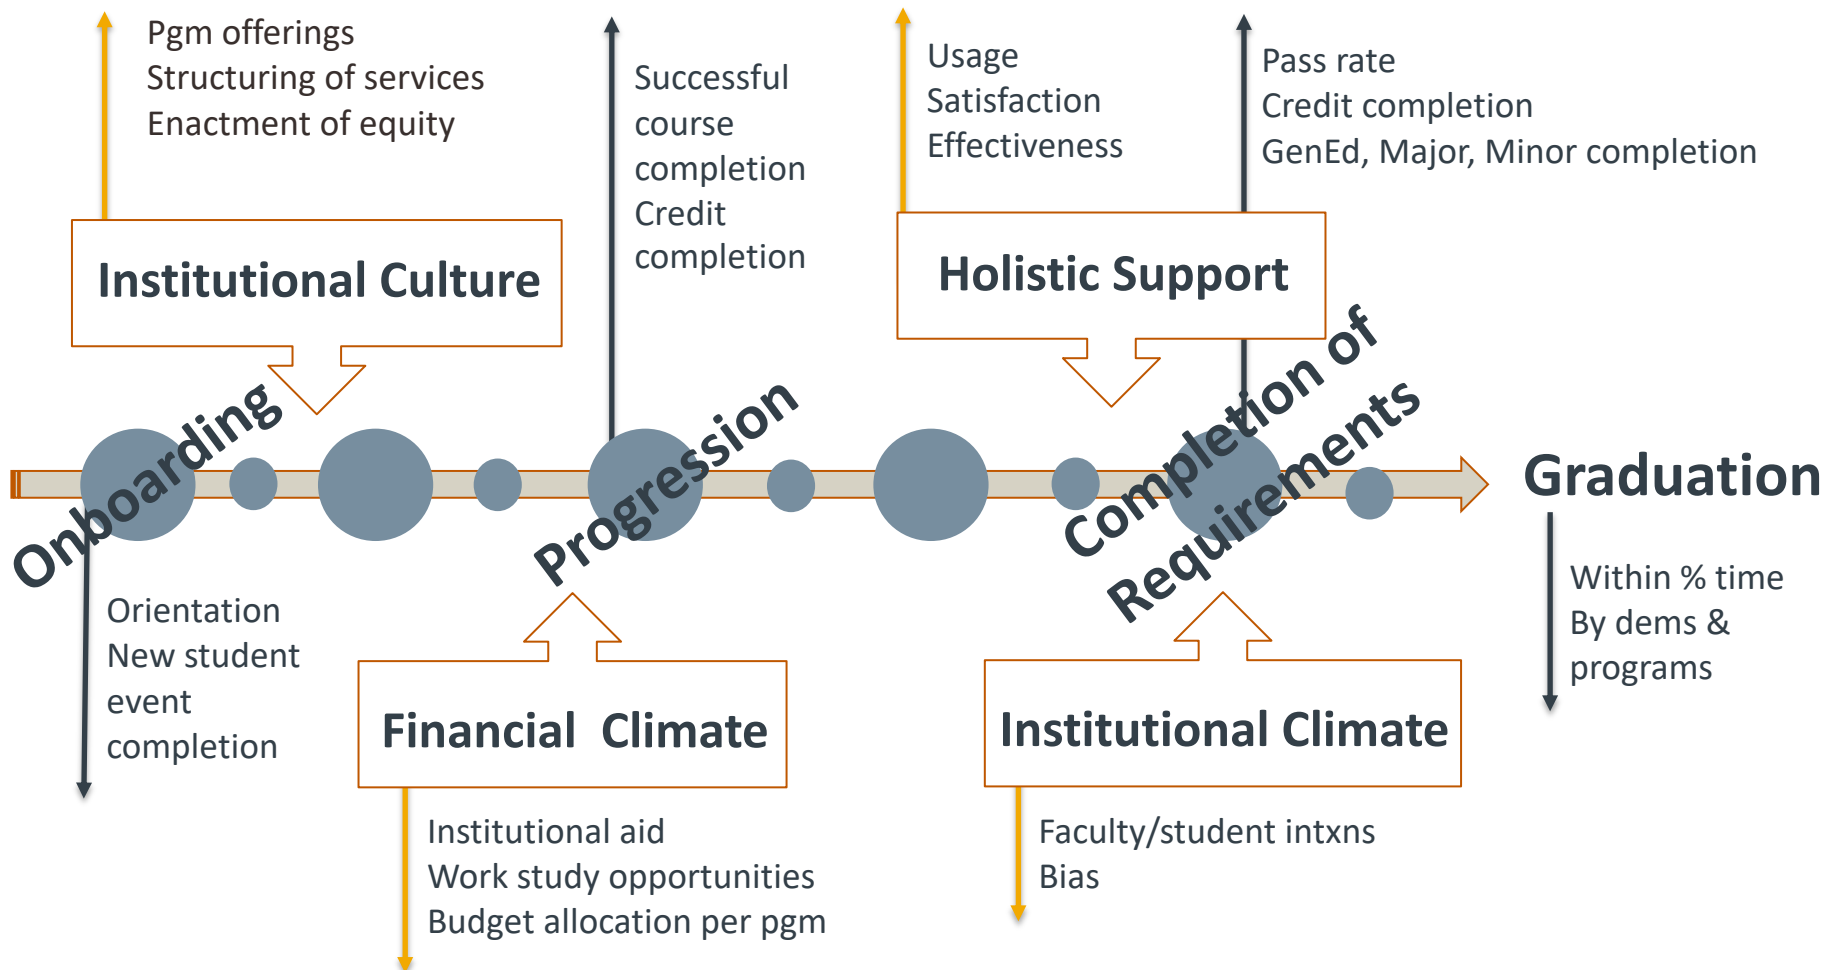 Pgm offerings
Structuring of services
Enactment of equity
Successful
course
completion
Credit
completion
Usage
Satisfaction
Effectiveness
Pass rate
Credit completion
GenEd, Major, Minor completion
Institutional Culture
Holistic Support
Onboarding
Progression
Completion of
Requirements
Graduation
Orientation
New student
event
completion
Within % time
By dems &
programs
Financial  Climate
Institutional Climate
Institutional aid
Work study opportunities
Budget allocation per pgm
Faculty/student intxns
Bias